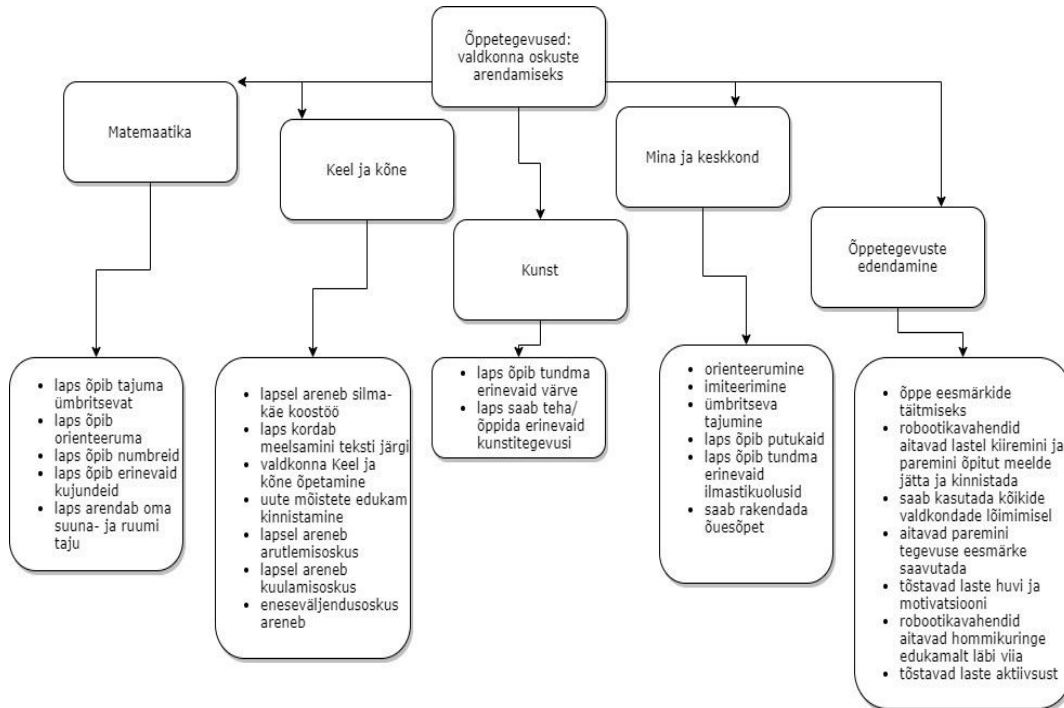 Õppetegevused:
valdkonna oskuste
arendamiseks
Matemaatika
Keel ja kõne
Kunst
Mina ja keskkond
Õppetegevuste
edendamine
• laps õpib tajuma
ümbritsevat
• laps õpib
orienteeruma
• laps õpib numbreid
• laps õpib erinevaid
kujundeid
• laps arendab oma
suuna- ja ruumi
taju
• lapsel areneb silma-
käe koostöö
• laps kordab
meelsamini teksti järgi
• valdkonna Keel ja
kõne õpetamine
• uute mõistete edukam
kinnistamine
• lapsel areneb
arutlemisoskus
• lapsel areneb
kuulamisoskus
• eneseväljendusoskus
areneb
• laps õpib tundma
erinevaid värve
• laps saab teha/
õppida erinevaid
kunstitegevusi
• orienteerumine
• imiteerimine
• ümbritseva
tajumine
• laps õpib putukaid
• laps õpib tundma
erinevaid
ilmastikuolusid
• saab rakendada
õuesõpet
• õppe eesmärkide
täitmiseks
• robootikavahendid
aitavad lastel kiiremini ja
paremini õpitut meelde
jätta ja kinnistada
• saab kasutada kõikide
valdkondade lõimimisel
• aitavad paremini
tegevuse eesmärke
saavutada
• tõstavad laste huvi ja
motivatsiooni
• robootikavahendid
aitavad hommikuringe
edukamalt läbi viia
• tõstavad laste aktiivsust